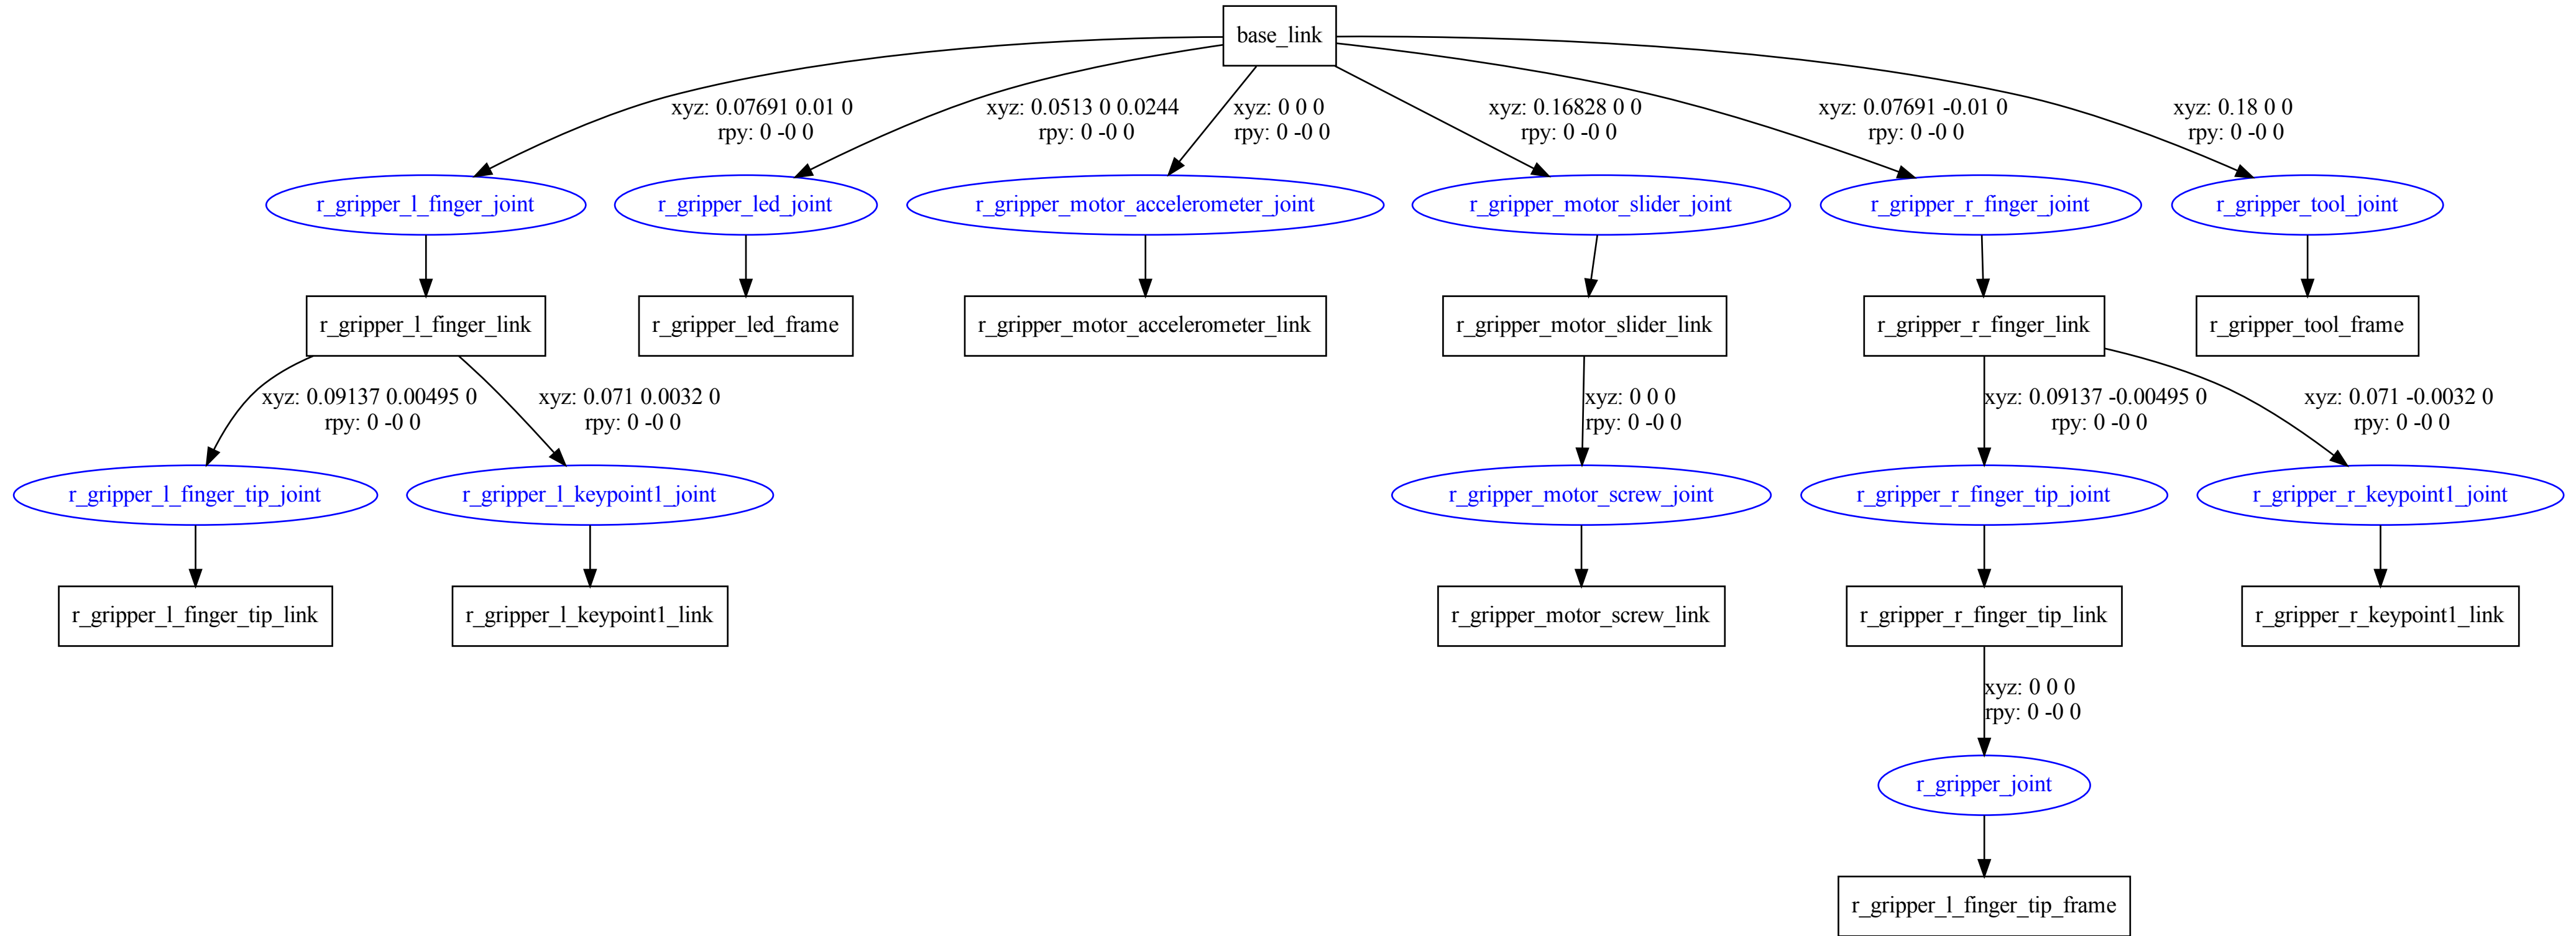 base_link
xyz: 0.07691 0.01 0
rpy: 0 -0 0
xyz: 0.0513 0 0.0244
rpy: 0 -0 0
xyz: 0 0 0
rpy: 0 -0 0
xyz: 0.16828 0 0
rpy: 0 -0 0
xyz: 0.07691 -0.01 0
rpy: 0 -0 0
xyz: 0.18 0 0
rpy: 0 -0 0
r_gripper_l_finger_joint
r_gripper_led_joint
r_gripper_motor_accelerometer_joint
r_gripper_motor_slider_joint
r_gripper_r_finger_joint
r_gripper_tool_joint
r_gripper_l_finger_link
r_gripper_led_frame
r_gripper_motor_accelerometer_link
r_gripper_motor_slider_link
r_gripper_r_finger_link
r_gripper_tool_frame
xyz: 0.09137 0.00495 0
rpy: 0 -0 0
xyz: 0.071 0.0032 0
rpy: 0 -0 0
xyz: 0 0 0
rpy: 0 -0 0
xyz: 0.09137 -0.00495 0
rpy: 0 -0 0
xyz: 0.071 -0.0032 0
rpy: 0 -0 0
r_gripper_l_finger_tip_joint
r_gripper_l_keypoint1_joint
r_gripper_motor_screw_joint
r_gripper_r_finger_tip_joint
r_gripper_r_keypoint1_joint
r_gripper_l_finger_tip_link
r_gripper_l_keypoint1_link
r_gripper_motor_screw_link
r_gripper_r_finger_tip_link
r_gripper_r_keypoint1_link
xyz: 0 0 0
rpy: 0 -0 0
r_gripper_joint
r_gripper_l_finger_tip_frame